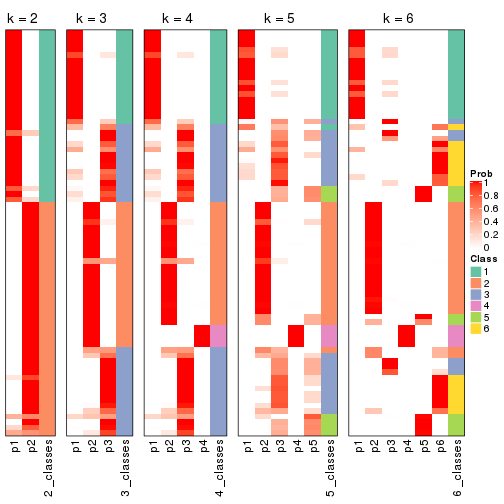 k = 2
k = 3
k = 4
k = 5
k = 6
p1
p2
2_classes
p1
p2
p3
3_classes
p1
p2
p3
p4
4_classes
p1
p2
p3
p4
p5
5_classes
p1
p2
p3
p4
p5
p6
6_classes
Prob
1
0.8
0.6
0.4
0.2
0
Class
1
2
3
4
5
6